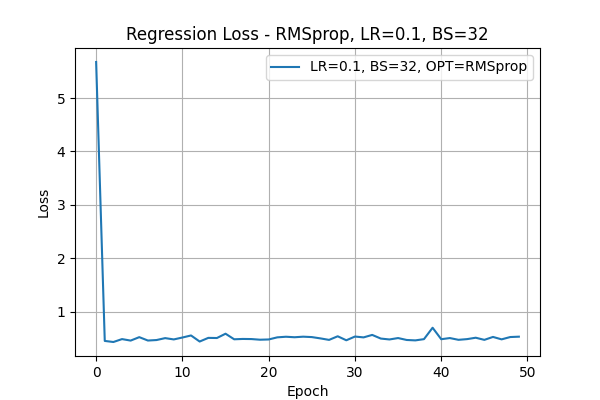 Regression Loss - RMSprop, LR=0.1, BS=32
LR=0.1, BS=32, OPT=RMSprop
Loss
5
4
3
2
1
0 10 20 30 40 50
Epoch